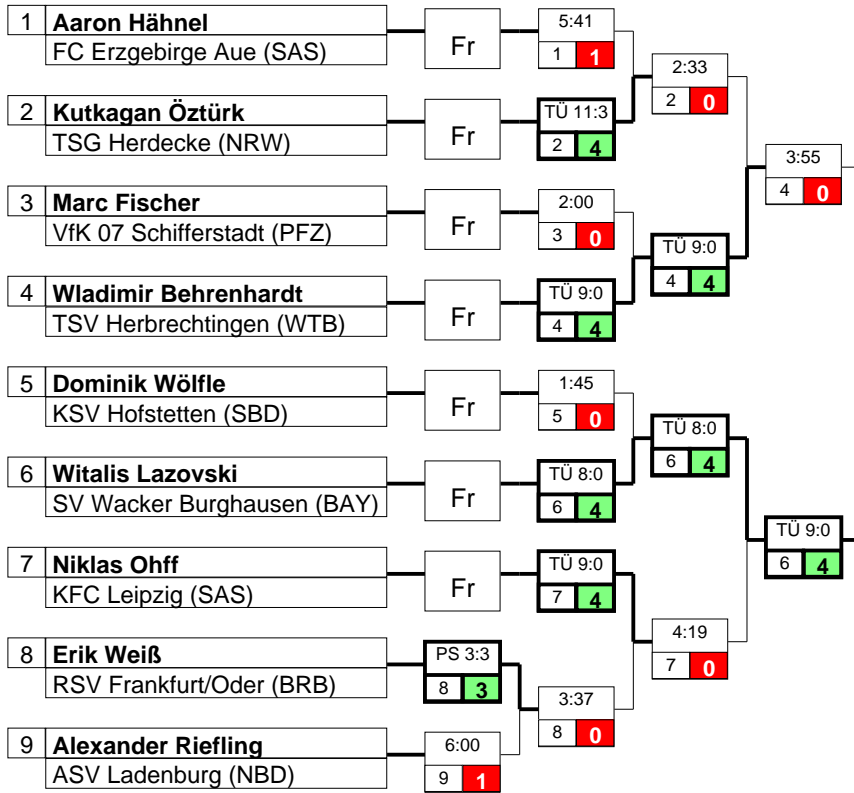 1 Aaron Hähnel
FC Erzgebirge Aue (SAS)
Fr
5:41
1 1
2:33
2 0
2 Kutkagan Öztürk
TSG Herdecke (NRW)
Fr
TÜ 11:3
2 4
3:55
4 0
3 Marc Fischer
VfK 07 Schifferstadt (PFZ)
Fr
2:00
3 0
TÜ 9:0
4 4
4 Wladimir Behrenhardt
TSV Herbrechtingen (WTB)
Fr
TÜ 9:0
4 4
5 Dominik Wölfle
KSV Hofstetten (SBD)
Fr
1:45
5 0
TÜ 8:0
6 4
6 Witalis Lazovski
SV Wacker Burghausen (BAY)
Fr
TÜ 8:0
6 4
TÜ 9:0
6 4
7 Niklas Ohff
KFC Leipzig (SAS)
Fr
TÜ 9:0
7 4
4:19
7 0
8 Erik Weiß
RSV Frankfurt/Oder (BRB)
PS 3:3
8 3
3:37
8 0
9 Alexander Riefling
ASV Ladenburg (NBD)
6:00
9 1